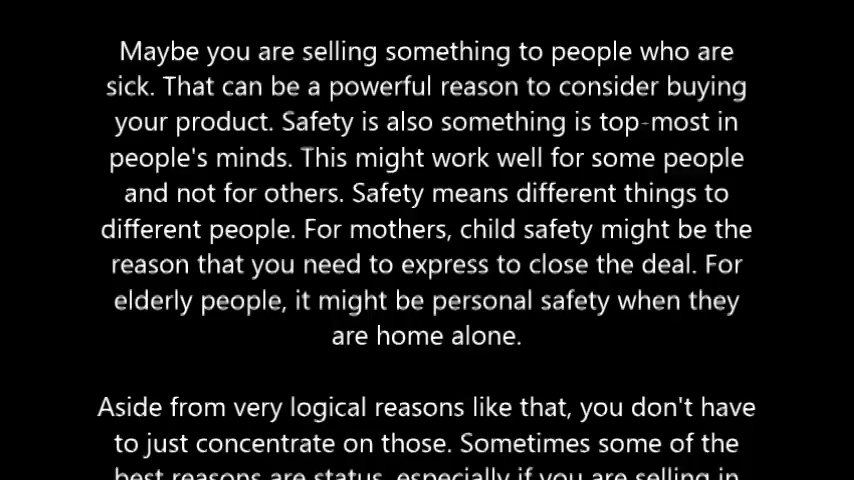 Maybe you are selling something to people who are
sick. That can be a powerful reason to consider buying
your product. Safety is also something is top-most in
people's minds. This might work well for some people
and not for others. Safety means different things to
different people. For mothers, child safety might be the
reason that you need to express to close the deal. For
elderly people, it might be personal safety when they
are home alone.
Aside from very logical reasons like that, you don't have
to just concentrate on those. Sometimes some of the
best reasons are status, especially if you are selling in